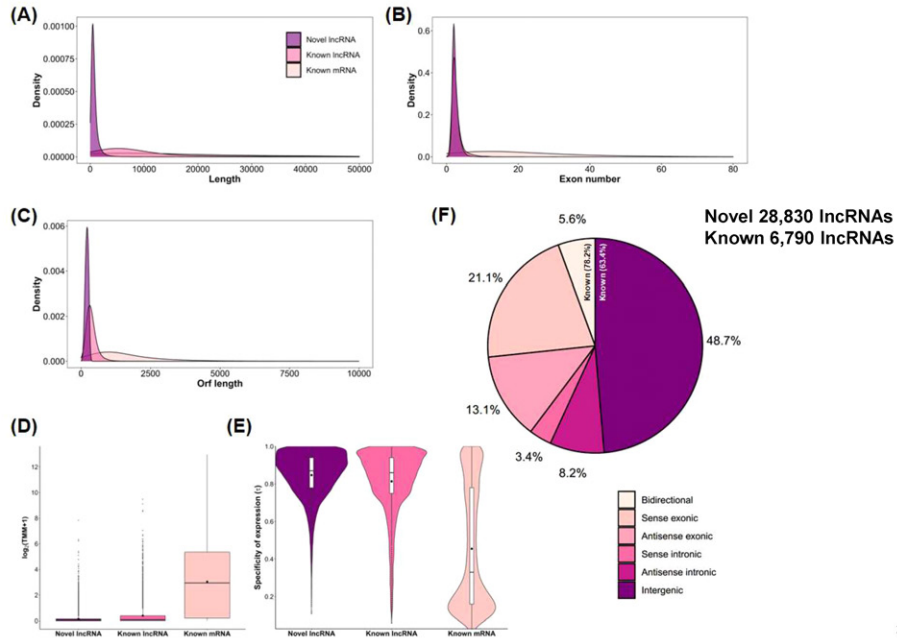 (A)
0.00100
0.00075
0.00050
0.00025
0.00000
Density
0
10000
20000
30000
40000
50000
Length
Novel lncRNA
Known lncRNA
Known mRNA
(B)
0.6
0.4
0.2
0.0
Density
0
20
40
60
80
Exon number
(C)
0.006
0.004
0.002
0.000
Density
0
2500
5000
7500
10000
Orf length
(F)
Novel 28,830 lncRNAs
Known 6,790 lncRNAs
5.6%
21.1%
13.1%
3.4%
8.2%
48.7%
Known (78.2%)
Known (63.4%)
Bidirectional
Sense exonic
Antisense exonic
Sense intronic
Antisense intronic
Intergenic
(D)
12
10
8
6
4
2
0
log₂(TMM+1)
Novel lncRNA
Known lncRNA
Known mRNA
(E)
1.0
0.8
0.6
0.4
0.2
Specificity of expression (τ)
Novel lncRNA
Known lncRNA
Known mRNA